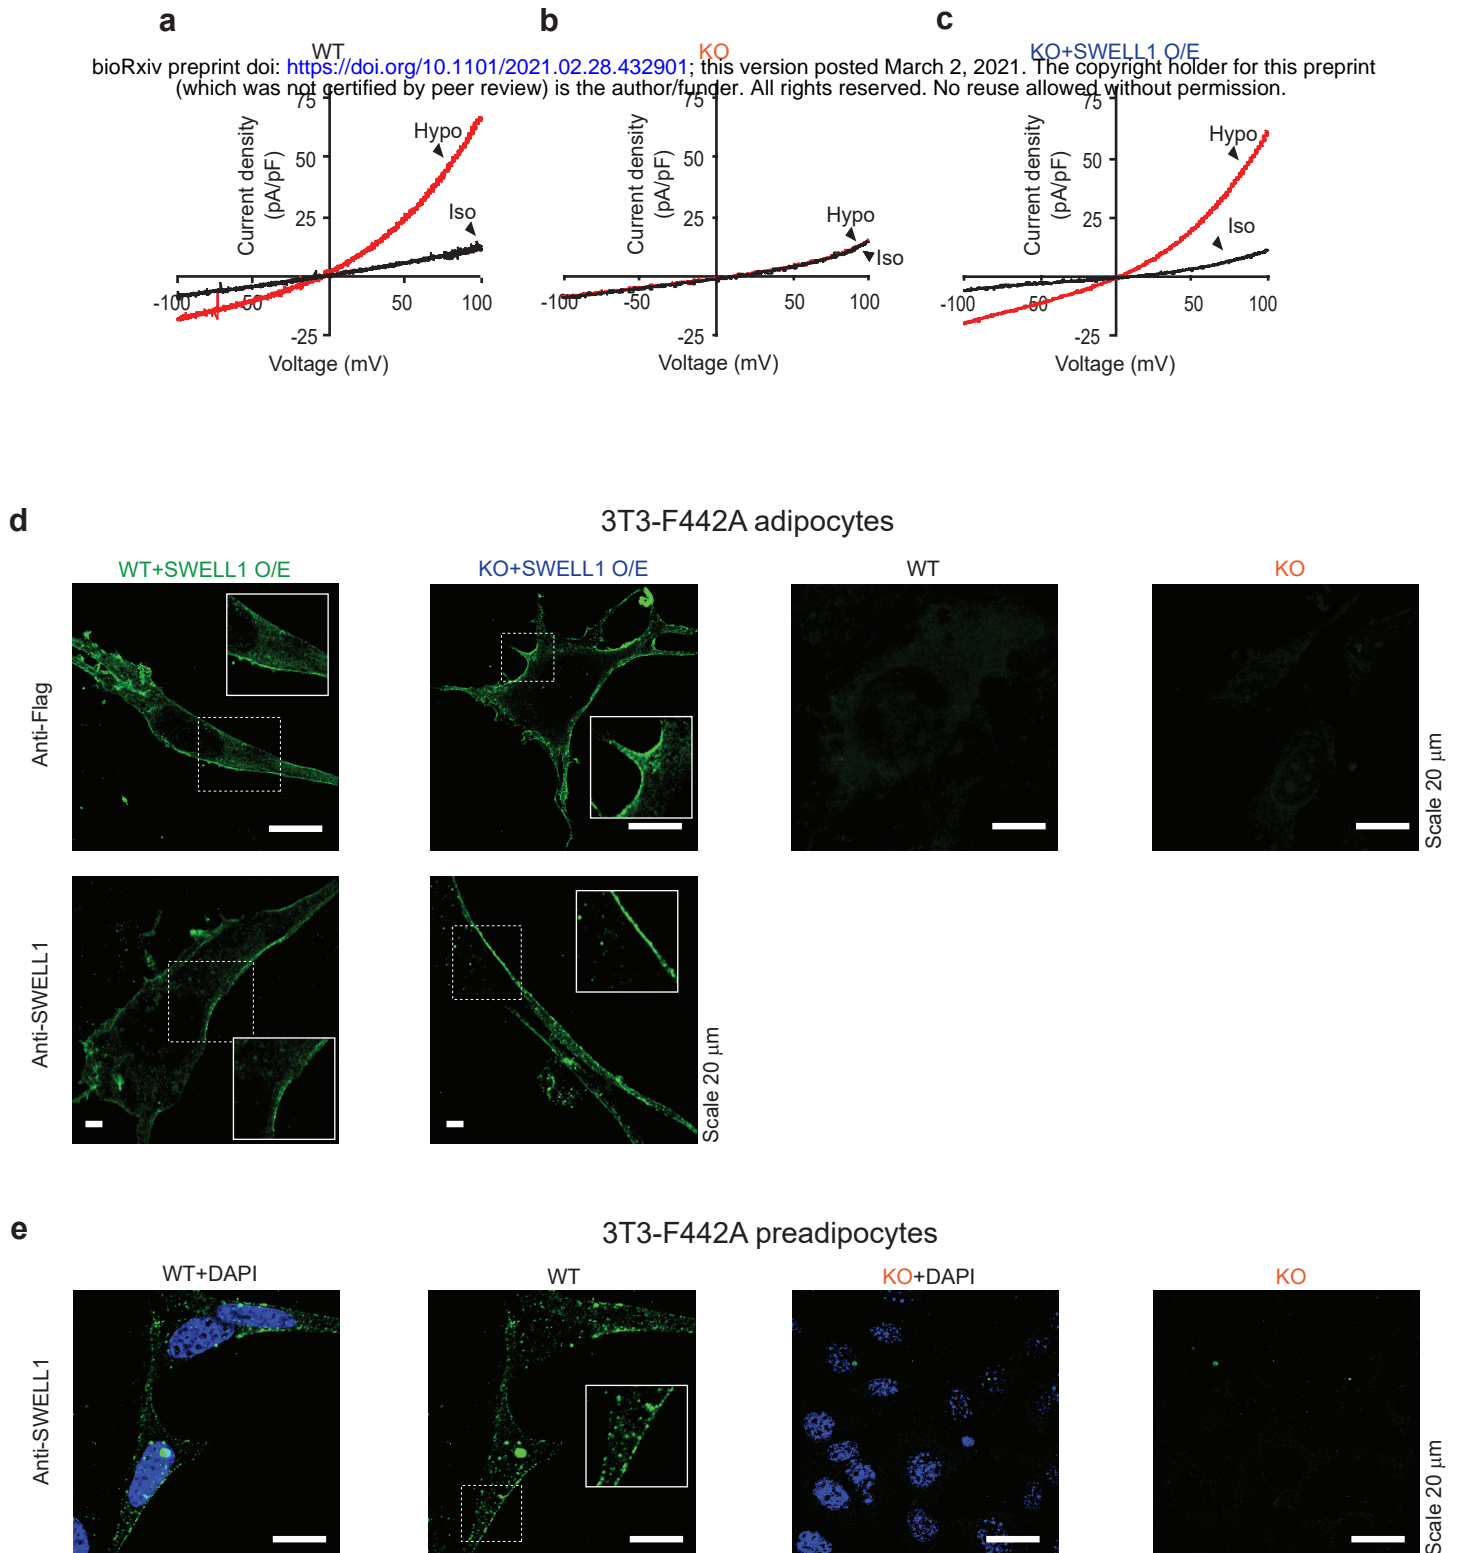 a
b
c
WT
KO
KO+SWELL1 O/E
bioRxiv preprint doi: https://doi.org/10.1101/2021.02.28.432901; this version posted March 2, 2021. The copyright holder for this preprint
(which was not certified by peer review) is the author/funder. All rights reserved. No reuse allowed without permission.
Current density
(pA/pF)
75
50
25
-25
-100
-50
50
100
Hypo
Iso
Voltage (mV)
Current density
(pA/pF)
75
50
25
-25
-100
-50
50
100
Hypo
Iso
Voltage (mV)
Current density
(pA/pF)
75
50
25
-25
-100
-50
50
100
Hypo
Iso
Voltage (mV)
d
3T3-F442A adipocytes
WT+SWELL1 O/E
KO+SWELL1 O/E
WT
KO
Anti-Flag
Scale 20 μm
Anti-SWELL1
Scale 20 μm
e
3T3-F442A preadipocytes
WT+DAPI
WT
KO+DAPI
KO
Anti-SWELL1
Scale 20 μm